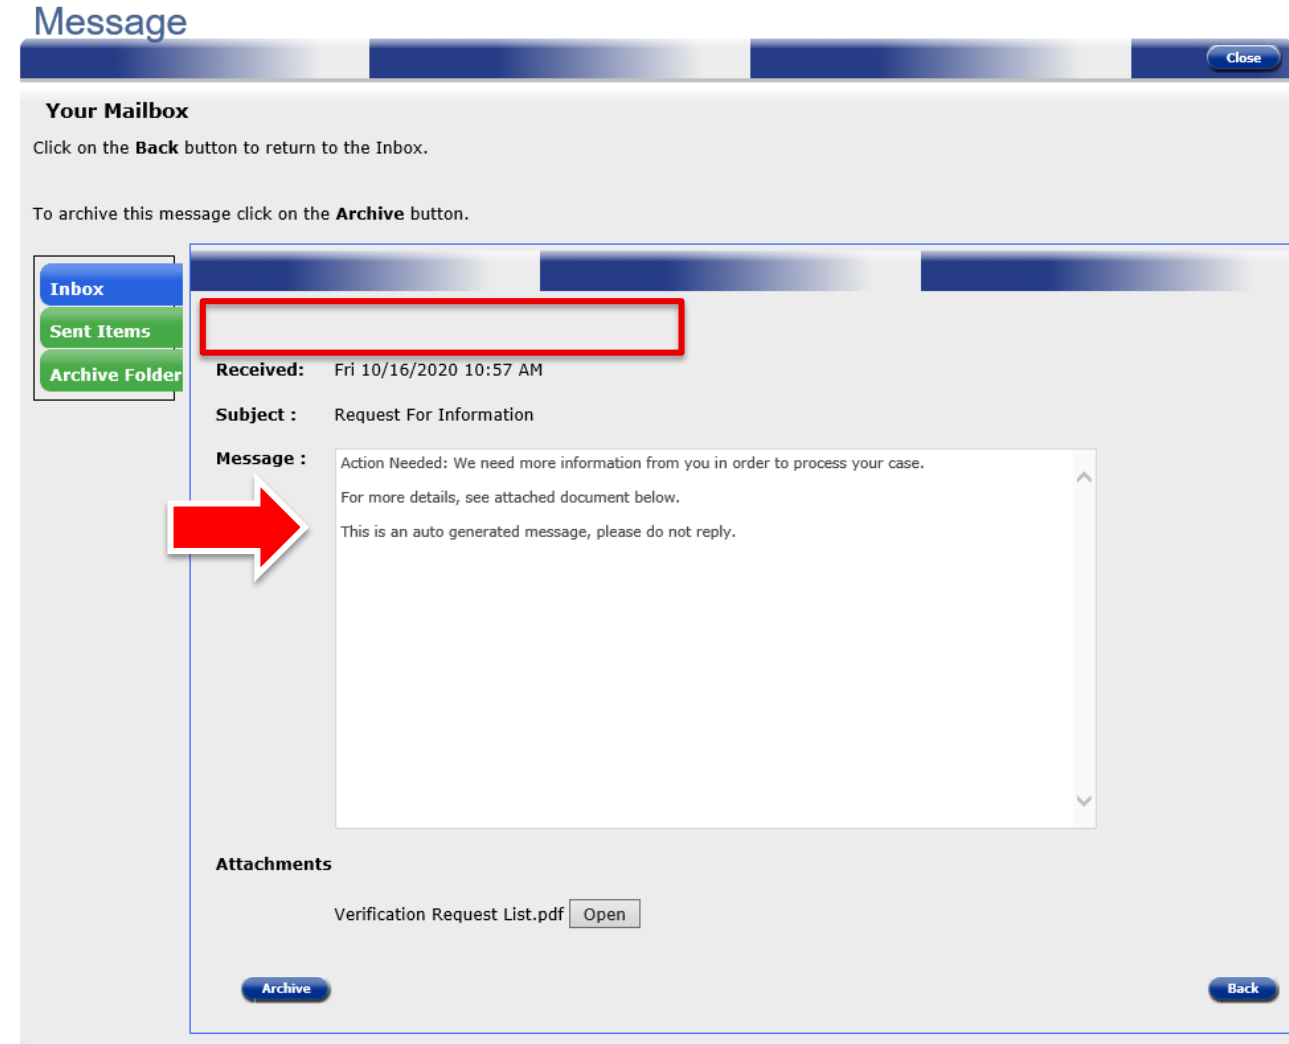 Message
Close
Your Mailbox
Click on the Back button to return to the Inbox.
To archive this message click on the Archive button.
Inbox
Sent Items
Archive Folder
Received: Fri 10/16/2020 10:57 AM
Subject : Request For Information
Message : Action Needed: We need more information from you in order to process your case.
For more details, see attached document below.
This is an auto generated message, please do not reply.
Attachments
Verification Request List.pdf Open
Archive
Back